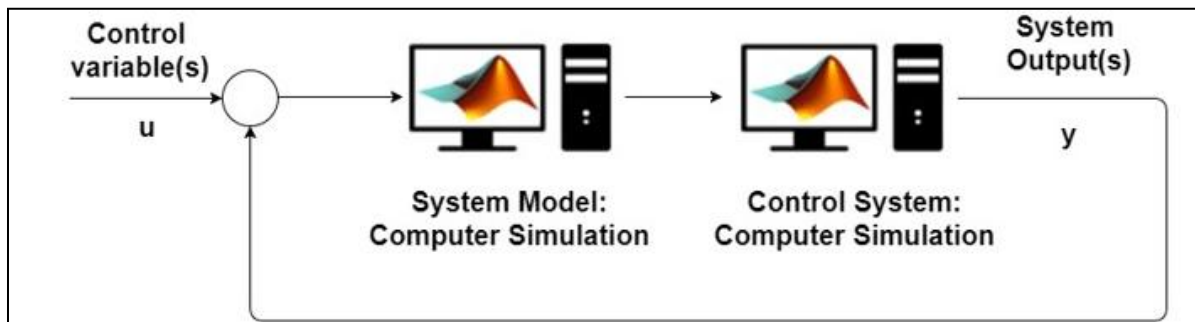 Control
variable(s)
u
System Model:
Computer Simulation
Control System:
Computer Simulation
System
Output(s)
y